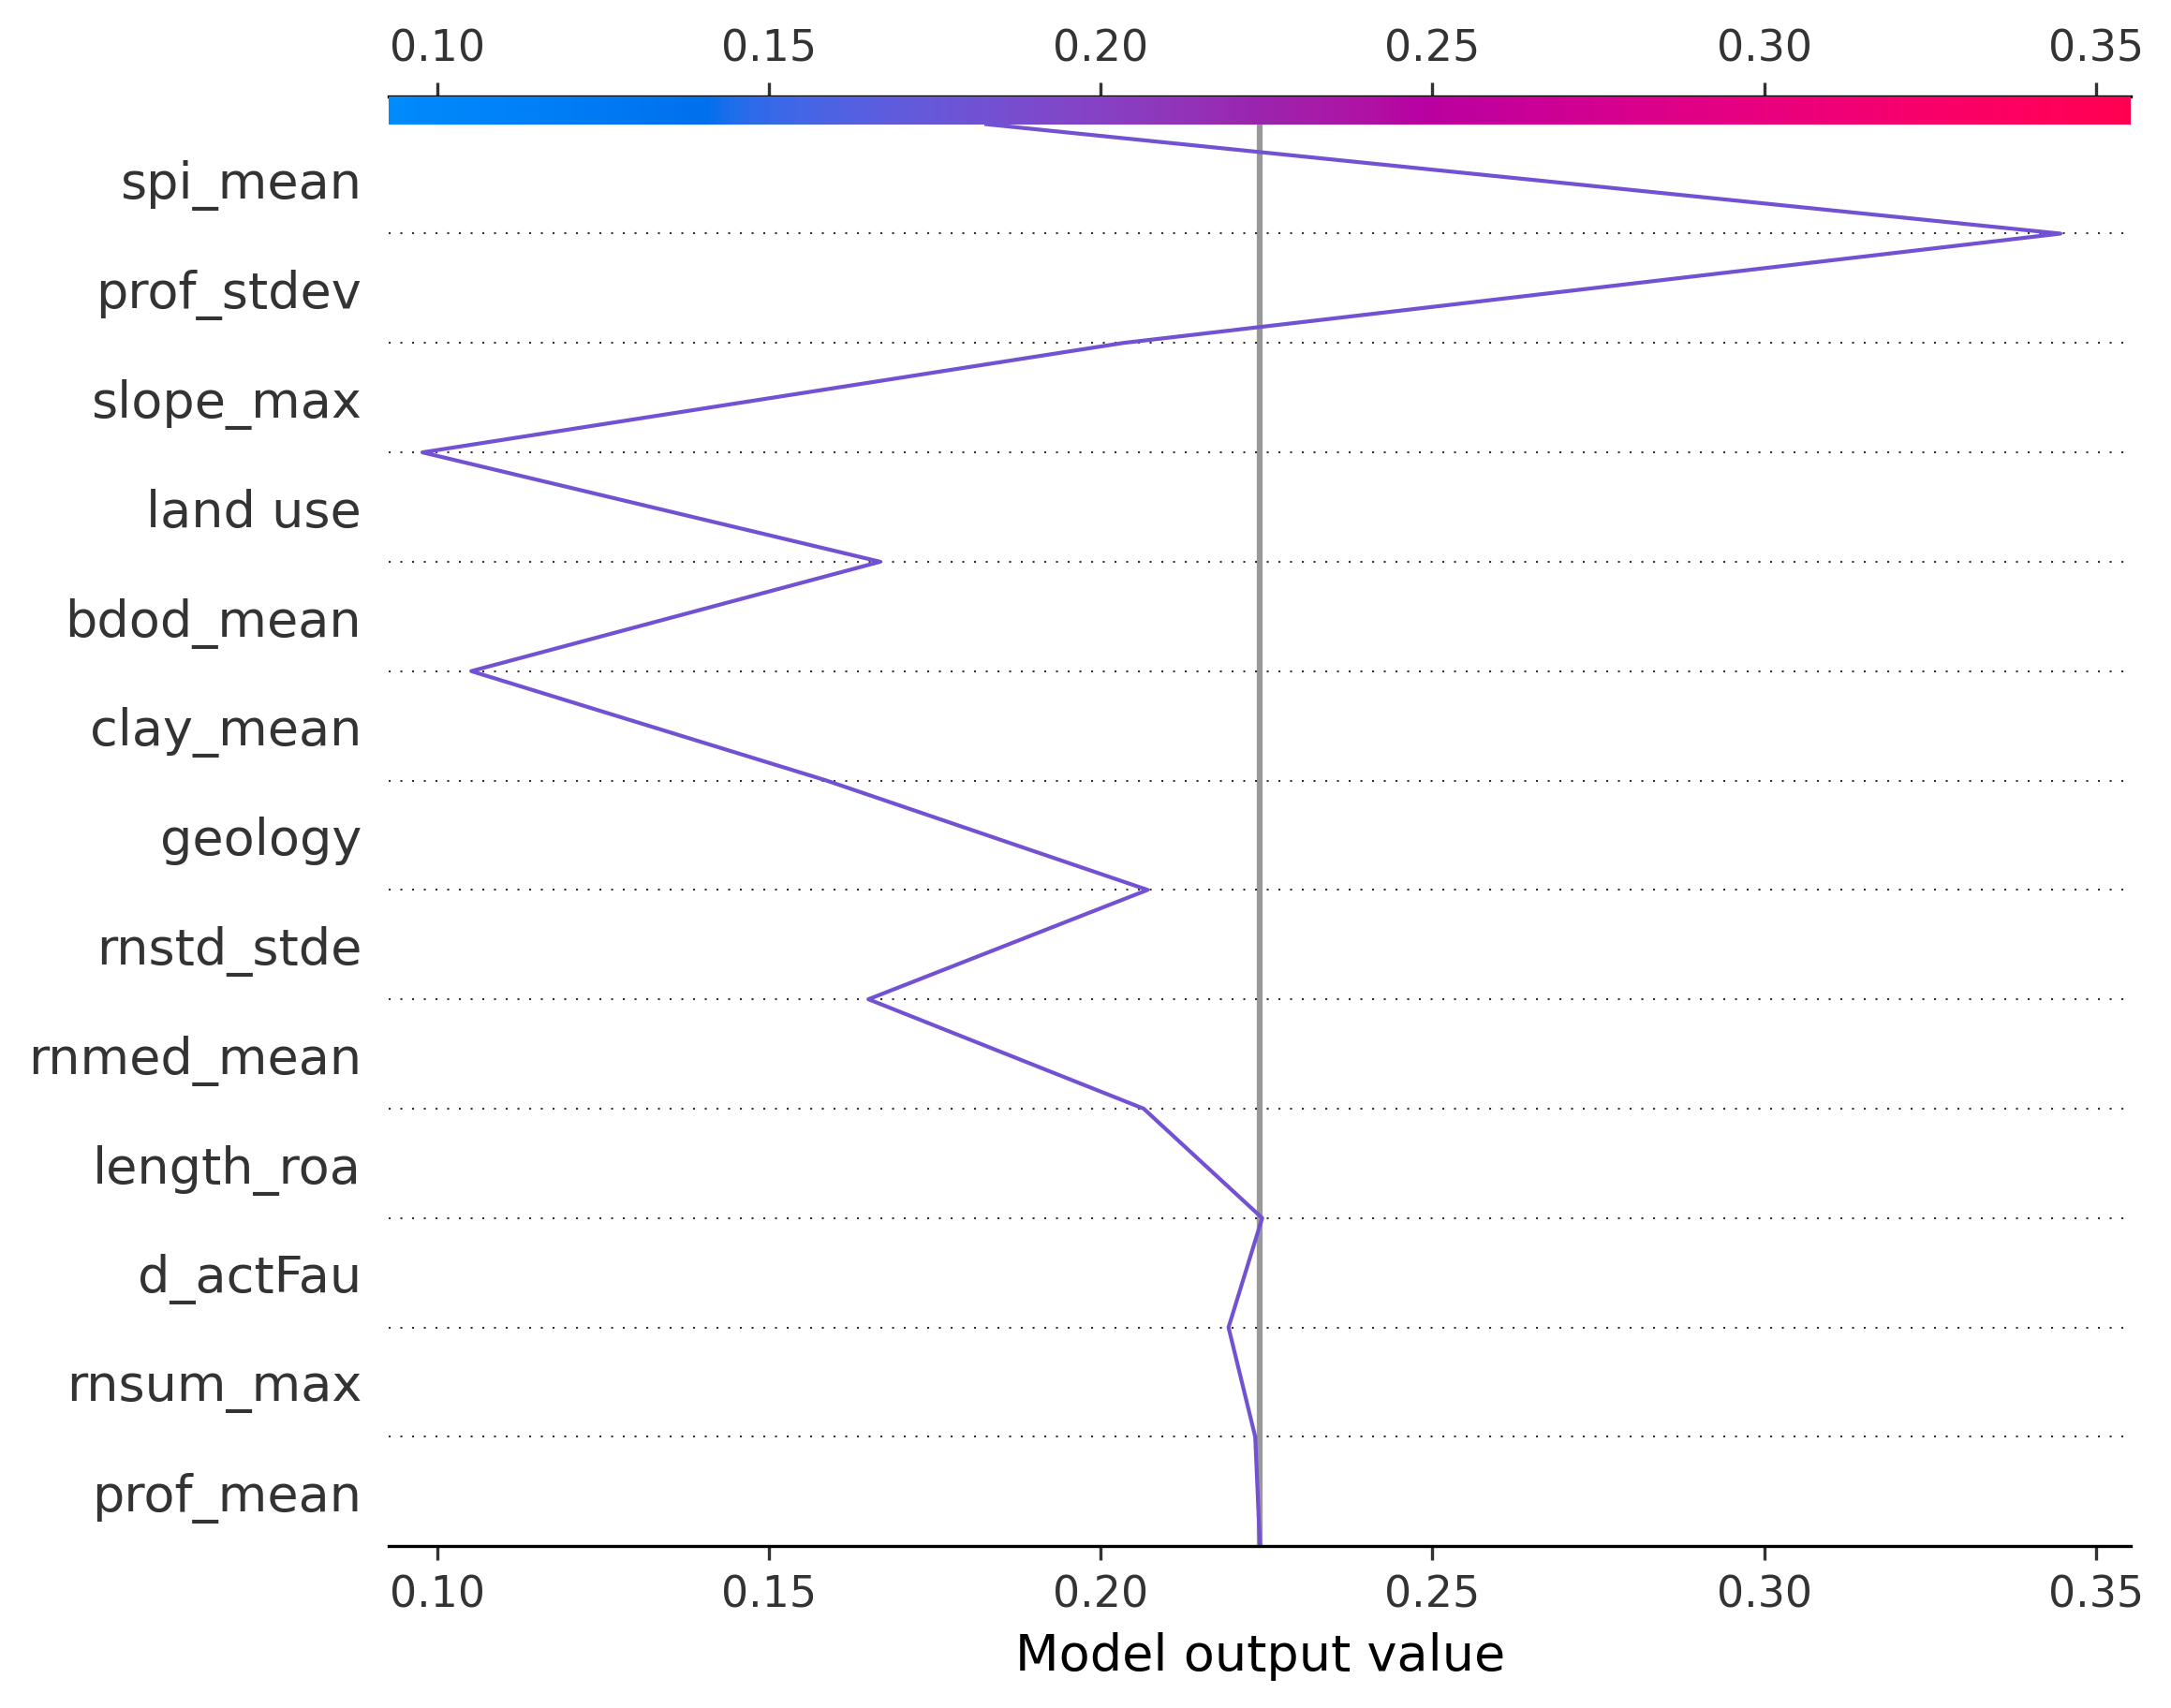 0.10 0.15 0.20 0.25 0.30 0.35
spi_mean
prof_stdev
slope_max
land use
bdod_mean
clay_mean
geology
rnstd_stde
rnmed_mean
length_roa
d_actFau
rnsum_max
prof_mean
0.10 0.15 0.20 0.25 0.30 0.35
Model output value